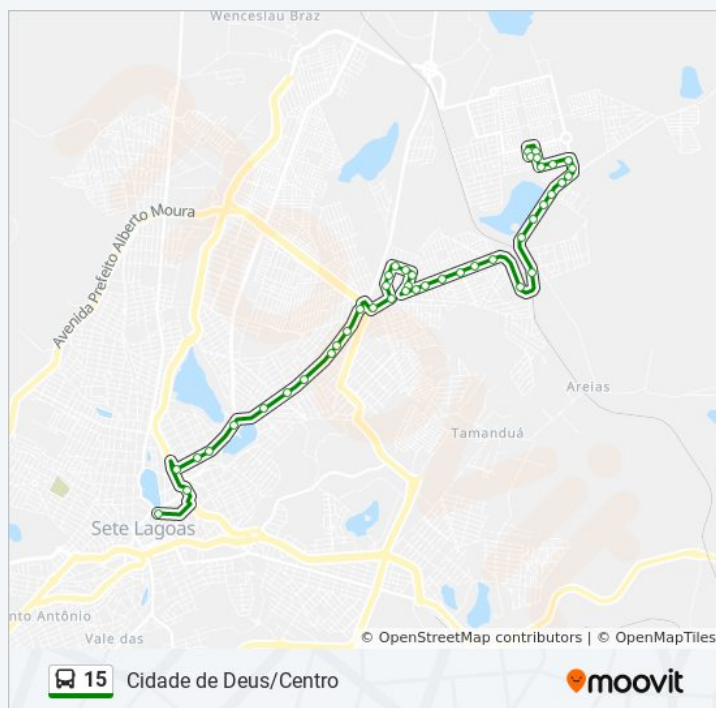 Wenceslau Braz
Avenida Prefeito Alberto Moura
Areias
Tamanduá
Sete Lagoas
nto Antônio
Vale das
© OpenStreetMap contributors | © OpenMapTiles
15 Cidade de Deus/Centro
moovit